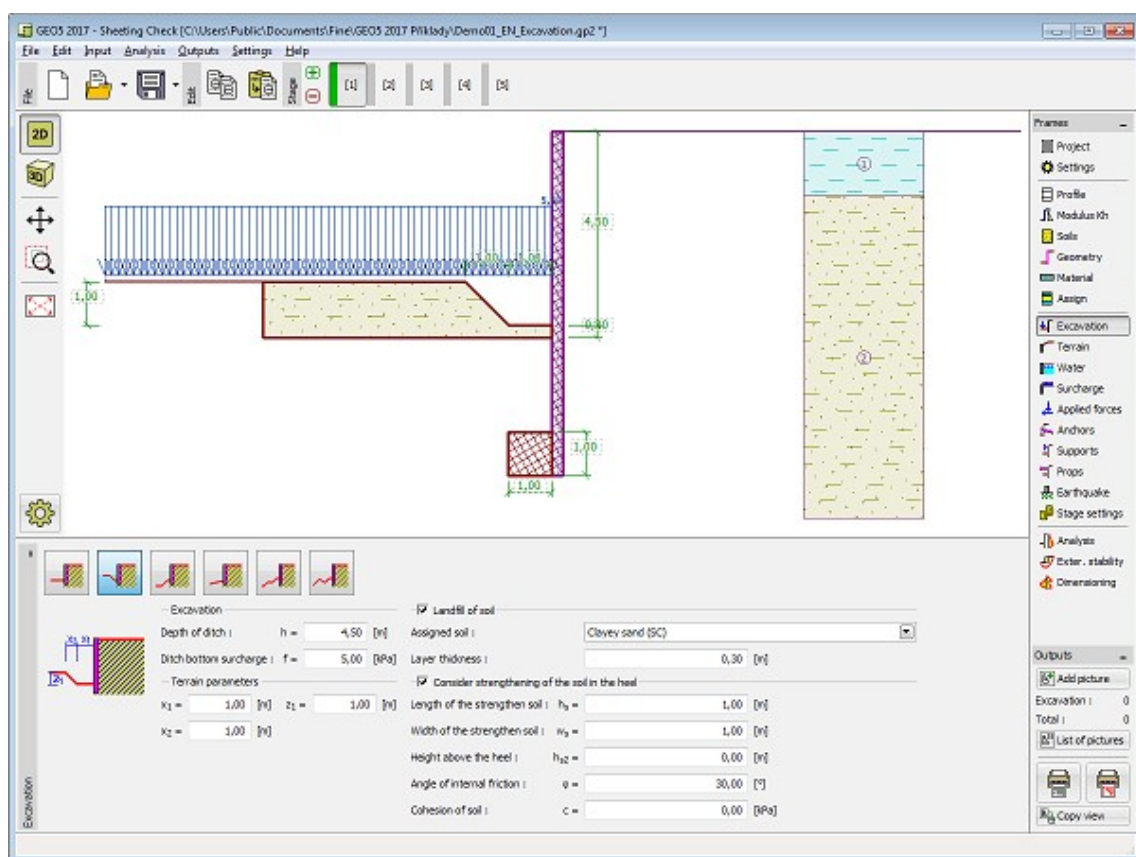 GEO5 2017 - Sheeting Check [C:\Users\Public\Documents\Fine\GEO5 2017 Příklady\Demo01_EN_Excavation.gp2 *]
File Edit Input Analysis Outputs Settings Help
File
Edit
Stage
[1] [2] [3] [4] [5]
2D
3D
4,50
1,00
1,00 1,00
1
2
1,00
1,00
Frames
Project
Settings
Profile
Modulus Kh
Soils
Geometry
Material
Assign
Excavation
Terrain
Water
Surcharge
Applied forces
Anchors
Supports
Props
Earthquake
Stage settings
Analysis
Exter. stability
Dimensioning
Outputs
Add picture
Excavation : 0
Total : 0
List of pictures
Copy view
Excavation
Excavation
Depth of ditch : h = 4,50 [m]
Ditch bottom surcharge : f = 5,00 [kPa]
Terrain parameters
x1 = 1,00 [m] z1 = 1,00 [m]
x2 = 1,00 [m]
z1
Landfill of soil
Assigned soil : Clayey sand (SC)
Layer thickness : 0,30 [m]
Consider strengthening of the soil in the heel
Length of the strengthen soil : hs = 1,00 [m]
Width of the strengthen soil : ws = 1,00 [m]
Height above the heel : hs2 = 0,00 [m]
Angle of internal friction : φ = 30,00 [°]
Cohesion of soil : c = 0,00 [kPa]